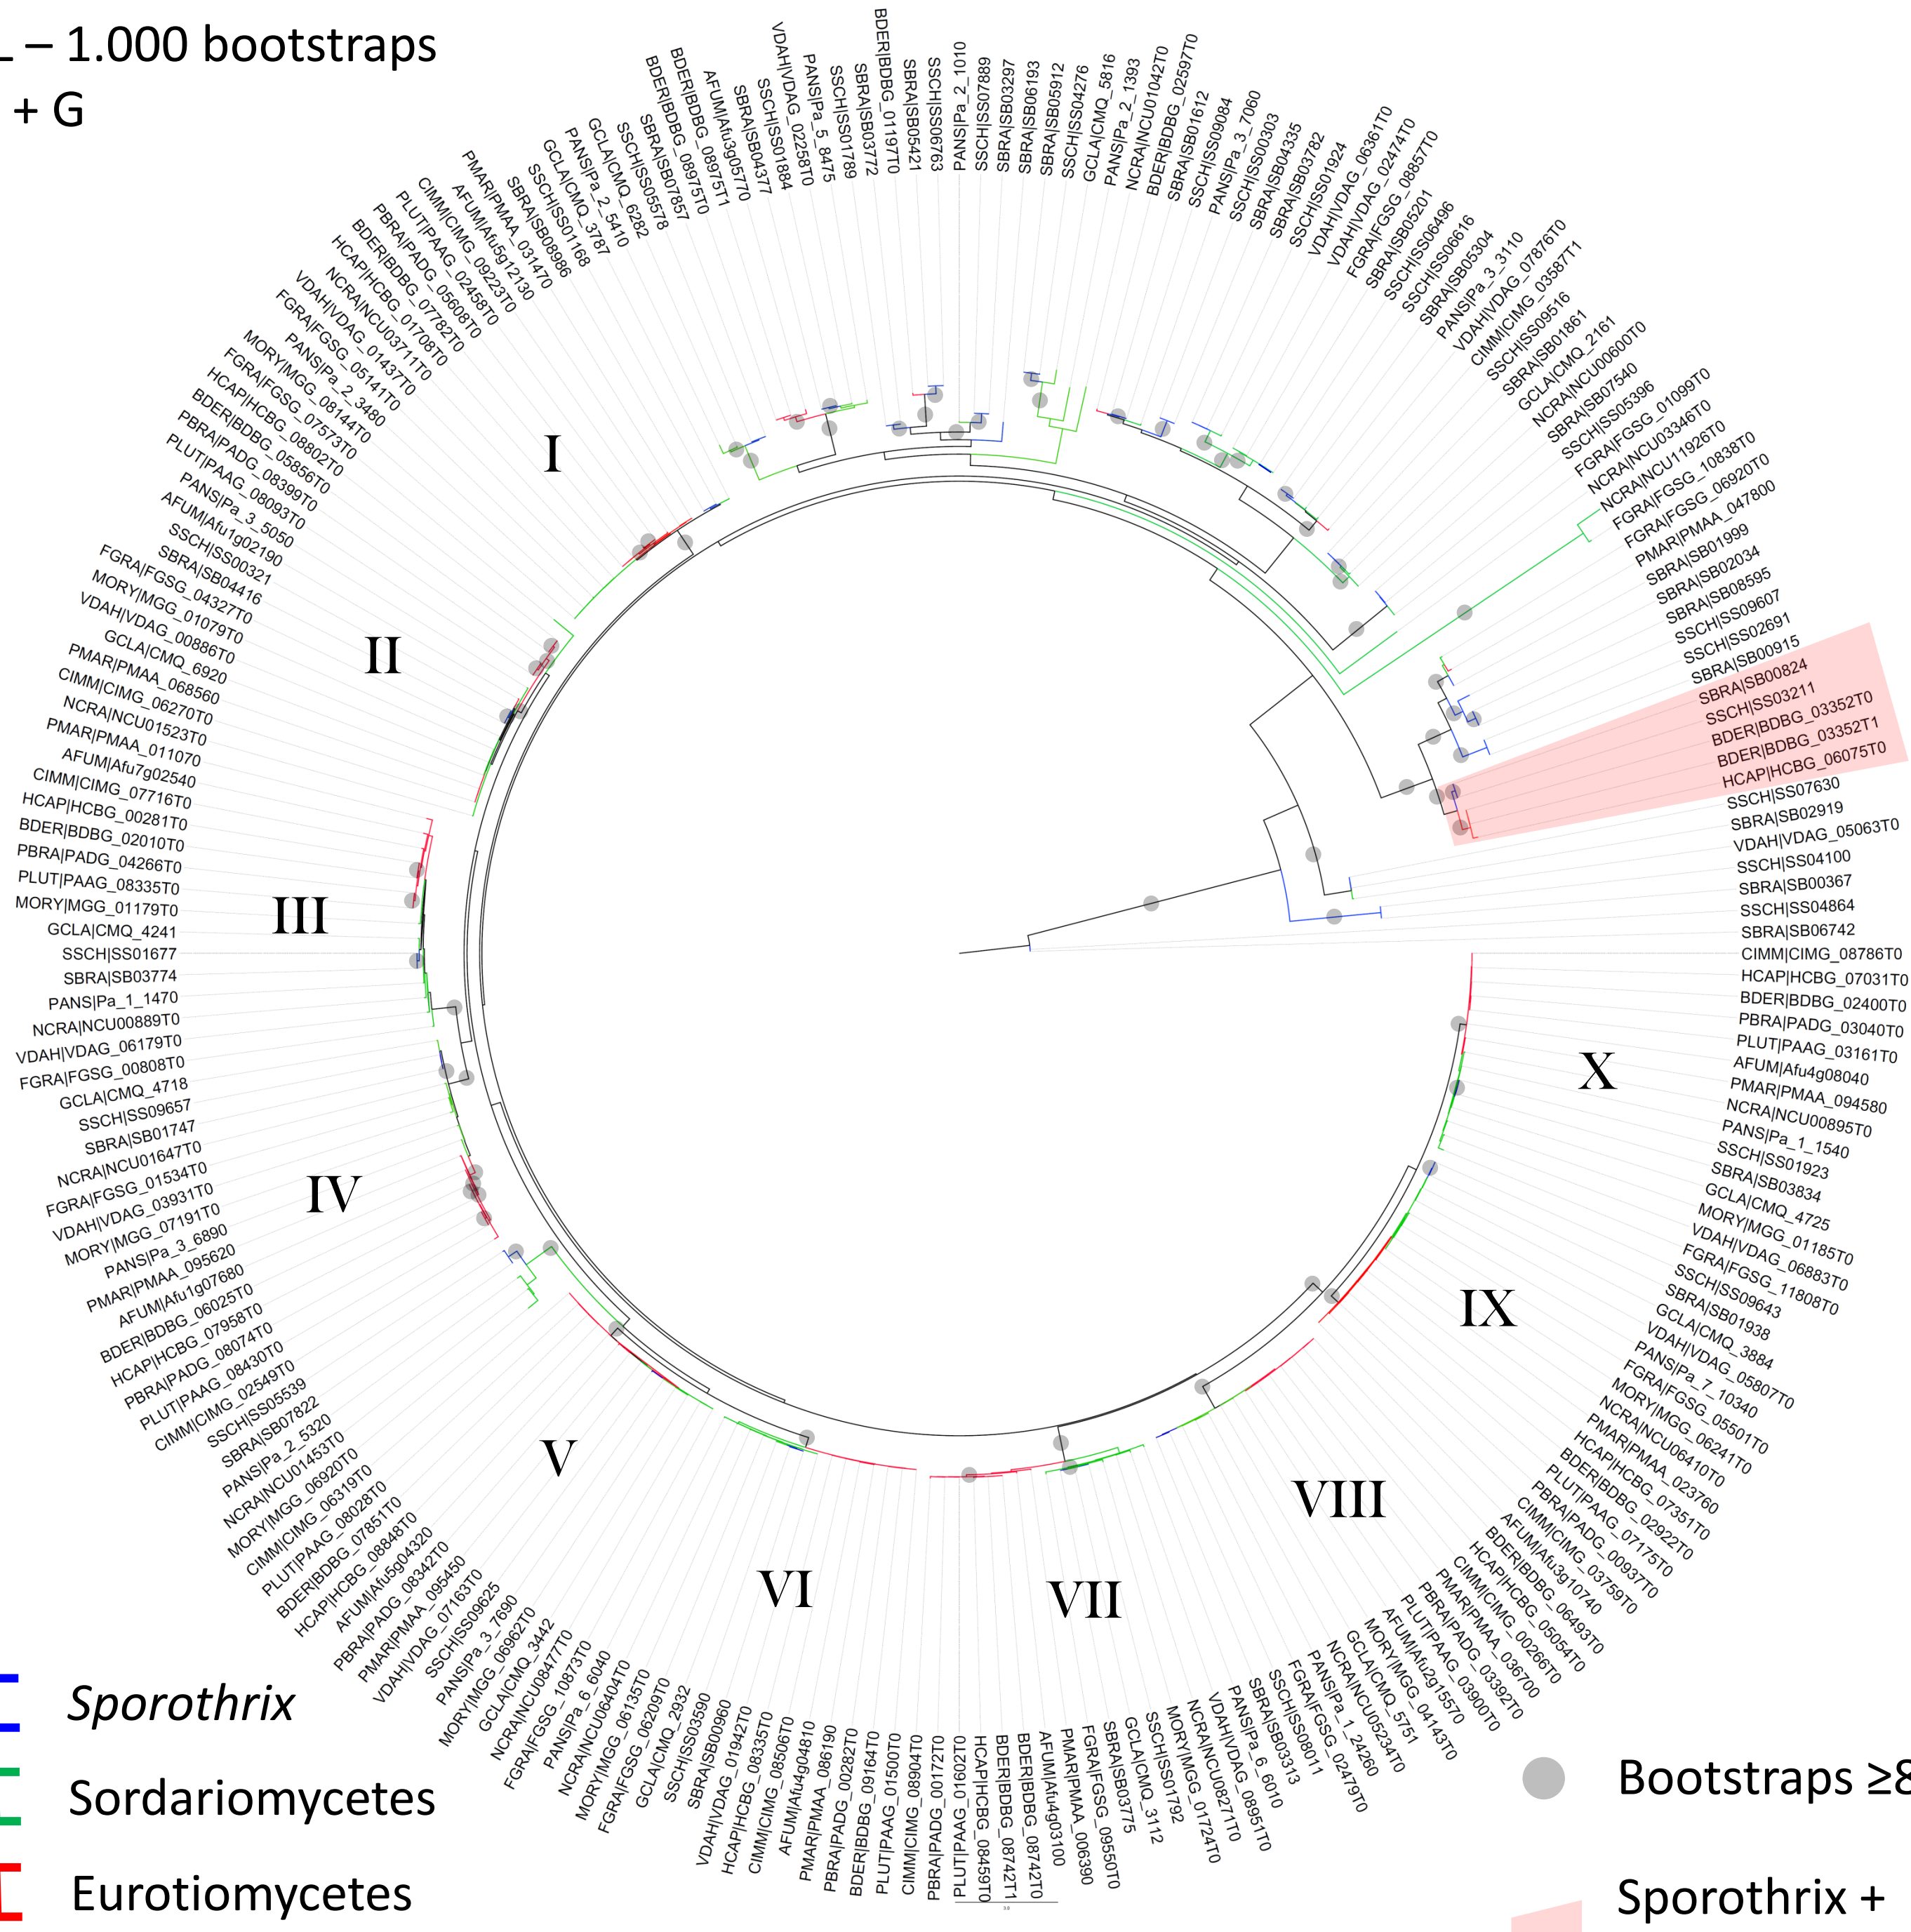 – 1.000 bootstraps
+ G
BDER|BDBG_08975T0
BDER|BDBG_08975T1
AFUM|Afu3g05770
SBRA|SB04377
SSCH|SS01884
VDAH|VDAG_02258T0
PANS|Pa_5_8475
SSCH|SS01789
SBRA|SB03772
BDER|BDBG_01197T0
SBRA|SB05421
SSCH|SS06763
PANS|Pa_2_1010
SSCH|SS07889
SBRA|SB03297
SBRA|SB06193
SBRA|SB05912
SSCH|SS04276
GCLA|CMQ_5816
PANS|Pa_2_1393
NCRA|NCU01042T0
BDER|BDBG_02597T0
SBRA|SB01612
SSCH|SS09084
PANS|Pa_3_7060
SSCH|SS00303
SBRA|SB04335
SBRA|SB03782
SSCH|SS01924
VDAH|VDAG_06361T0
VDAH|VDAG_02474T0
FGRA|FGSG_08857T0
SBRA|SB05201
SSCH|SS06496
SSCH|SS06616
SBRA|SB05304
PANS|Pa_3_3110
VDAH|VDAG_07876T0
CIMM|CIMG_03587T1
SSCH|SS09516
SBRA|SB01861
GCLA|CMQ_2161
NCRA|NCU00600T0
SBRA|SB07540
SSCH|SS05396
FGRA|FGSG_01099T0
NCRA|NCU03346T0
NCRA|NCU11926T0
FGRA|FGSG_10838T0
FGRA|FGSG_06920T0
PMAR|PMAA_047800
SBRA|SB01999
SBRA|SB02034
SBRA|SB08595
SSCH|SS09607
SSCH|SS02691
SBRA|SB00915
SBRA|SB00824
SSCH|SS03211
BDER|BDBG_03352T0
BDER|BDBG_03352T1
HCAP|HCBG_06075T0
SSCH|SS07630
SBRA|SB02919
VDAH|VDAG_05063T0
SSCH|SS04100
SBRA|SB00367
SSCH|SS04864
SBRA|SB06742
CIMM|CIMG_08786T0
HCAP|HCBG_07031T0
BDER|BDBG_02400T0
PBRA|PADG_03040T0
PLUT|PAAG_03161T0
AFUM|Afu4g08040
PMAR|PMAA_094580
NCRA|NCU00895T0
PANS|Pa_1_1540
SSCH|SS01923
SBRA|SB03834
GCLA|CMQ_4725
MORY|MGG_01185T0
VDAH|VDAG_06883T0
FGRA|FGSG_11808T0
SSCH|SS09643
SBRA|SB01938
GCLA|CMQ_3884
VDAH|VDAG_05807T0
PANS|Pa_7_10340
FGRA|FGSG_05501T0
MORY|MGG_06241T0
NCRA|NCU06410T0
PMAR|PMAA_023760
HCAP|HCBG_07351T0
BDER|BDBG_02922T0
PLUT|PAAG_07175T0
PBRA|PADG_00937T0
CIMM|CIMG_03759T0
AFUM|Afu3g10740
BDER|BDBG_06493T0
HCAP|HCBG_05054T0
CIMM|CIMG_00266T0
PMAR|PMAA_036700
PBRA|PADG_03392T0
PLUT|PAAG_03900T0
AFUM|Afu2g15570
MORY|MGG_04143T0
GCLA|CMQ_5751
NCRA|NCU05234T0
PANS|Pa_1_24260
FGRA|FGSG_02479T0
SSCH|SS08011
SBRA|SB03313
PANS|Pa_6_6010
VDAH|VDAG_08951T0
NCRA|NCU08271T0
MORY|MGG_01724T0
SSCH|SS01792
GCLA|CMQ_3112
SBRA|SB03775
FGRA|FGSG_09550T0
PMAR|PMAA_006390
AFUM|Afu4g03100
BDER|BDBG_08742T0
BDER|BDBG_08742T1
HCAP|HCBG_08459T0
PLUT|PAAG_01602T0
PBRA|PADG_00172T0
CIMM|CIMG_08904T0
PLUT|PAAG_01500T0
BDER|BDBG_09164T0
PBRA|PADG_00282T0
PMAR|PMAA_086190
AFUM|Afu4g04810
CIMM|CIMG_08506T0
HCAP|HCBG_08335T0
VDAH|VDAG_01942T0
SBRA|SB00960
SSCH|SS03590
GCLA|CMQ_2932
FGRA|FGSG_06209T0
MORY|MGG_06135T0
NCRA|NCU06404T0
PANS|Pa_6_6040
FGRA|FGSG_10873T0
NCRA|NCU08477T0
GCLA|CMQ_3442
MORY|MGG_06962T0
PANS|Pa_3_7690
SSCH|SS09625
VDAH|VDAG_07163T0
PMAR|PMAA_095450
PBRA|PADG_08342T0
AFUM|Afu5g04320
HCAP|HCBG_08848T0
BDER|BDBG_07851T0
PLUT|PAAG_08028T0
CIMM|CIMG_06319T0
MORY|MGG_06920T0
NCRA|NCU01453T0
PANS|Pa_2_5320
SBRA|SB07822
SSCH|SS05539
CIMM|CIMG_02549T0
PLUT|PAAG_08430T0
PBRA|PADG_08074T0
HCAP|HCBG_07958T0
BDER|BDBG_06025T0
AFUM|Afu1g07680
PMAR|PMAA_095620
PANS|Pa_3_6890
MORY|MGG_07191T0
VDAH|VDAG_03931T0
FGRA|FGSG_01534T0
NCRA|NCU01647T0
SBRA|SB01747
SSCH|SS09657
GCLA|CMQ_4718
FGRA|FGSG_00808T0
VDAH|VDAG_06179T0
NCRA|NCU00889T0
PANS|Pa_1_1470
SBRA|SB03774
SSCH|SS01677
GCLA|CMQ_4241
MORY|MGG_01179T0
PLUT|PAAG_08335T0
PBRA|PADG_04266T0
BDER|BDBG_02010T0
HCAP|HCBG_00281T0
CIMM|CIMG_07716T0
AFUM|Afu7g02540
PMAR|PMAA_011070
NCRA|NCU01523T0
CIMM|CIMG_06270T0
PMAR|PMAA_068560
GCLA|CMQ_6920
VDAH|VDAG_00886T0
MORY|MGG_01079T0
FGRA|FGSG_04327T0
SBRA|SB04416
SSCH|SS00321
AFUM|Afu1g02190
PANS|Pa_3_5050
PLUT|PAAG_08093T0
PBRA|PADG_08399T0
BDER|BDBG_05856T0
HCAP|HCBG_08802T0
FGRA|FGSG_07573T0
MORY|MGG_08144T0
PANS|Pa_2_3480
FGRA|FGSG_05141T0
VDAH|VDAG_01437T0
NCRA|NCU03711T0
HCAP|HCBG_01708T0
BDER|BDBG_07782T0
PBRA|PADG_05608T0
PLUT|PAAG_02458T0
CIMM|CIMG_09223T0
AFUM|Afu5g12130
PMAR|PMAA_031470
SBRA|SB08986
SSCH|SS01168
GCLA|CMQ_3787
PANS|Pa_2_5410
GCLA|CMQ_6282
SSCH|SS05578
SBRA|SB07857
I
II
III
IV
V
VI
VII
VIII
IX
X
Sporothrix
Sordariomycetes
Eurotiomycetes
Bootstraps ≥8
Sporothrix +